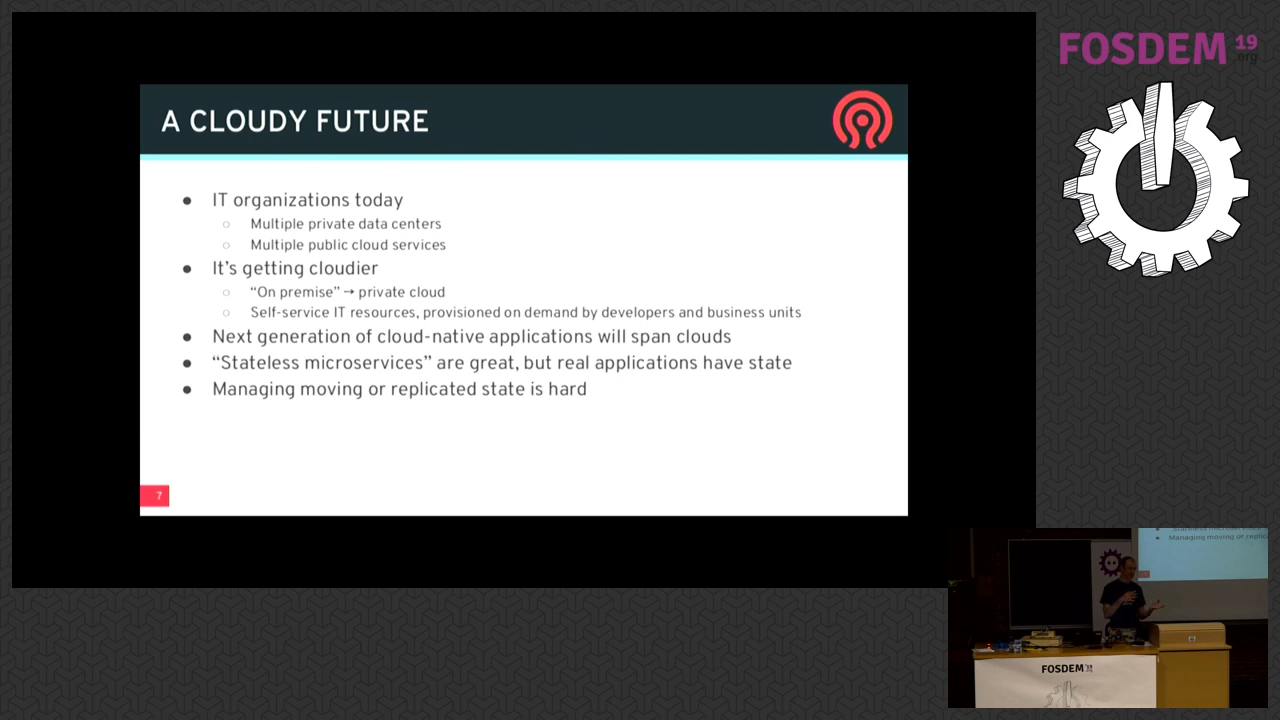 FOSDEM 19
.org
A CLOUDY FUTURE
● IT organizations today
○ Multiple private data centers
○ Multiple public cloud services
● It’s getting cloudier
○ “On premise” → private cloud
○ Self-service IT resources, provisioned on demand by developers and business units
● Next generation of cloud-native applications will span clouds
● “Stateless microservices” are great, but real applications have state
● Managing moving or replicated state is hard
7
● Managing moving or replic
FOSDEM 19